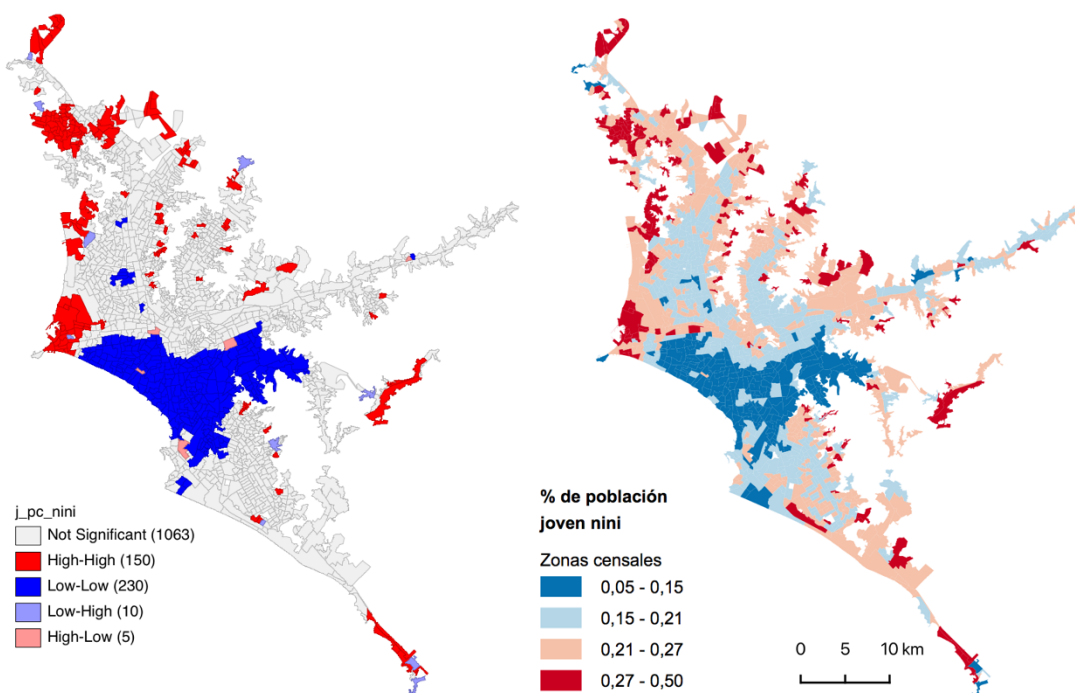 j_pc_nini
Not Significant (1063)
High-High (150)
Low-Low (230)
Low-High (10)
High-Low (5)
% de población
joven nini
Zonas censales
0,05 - 0,15
0,15 - 0,21
0,21 - 0,27
0,27 - 0,50
0 5 10 km